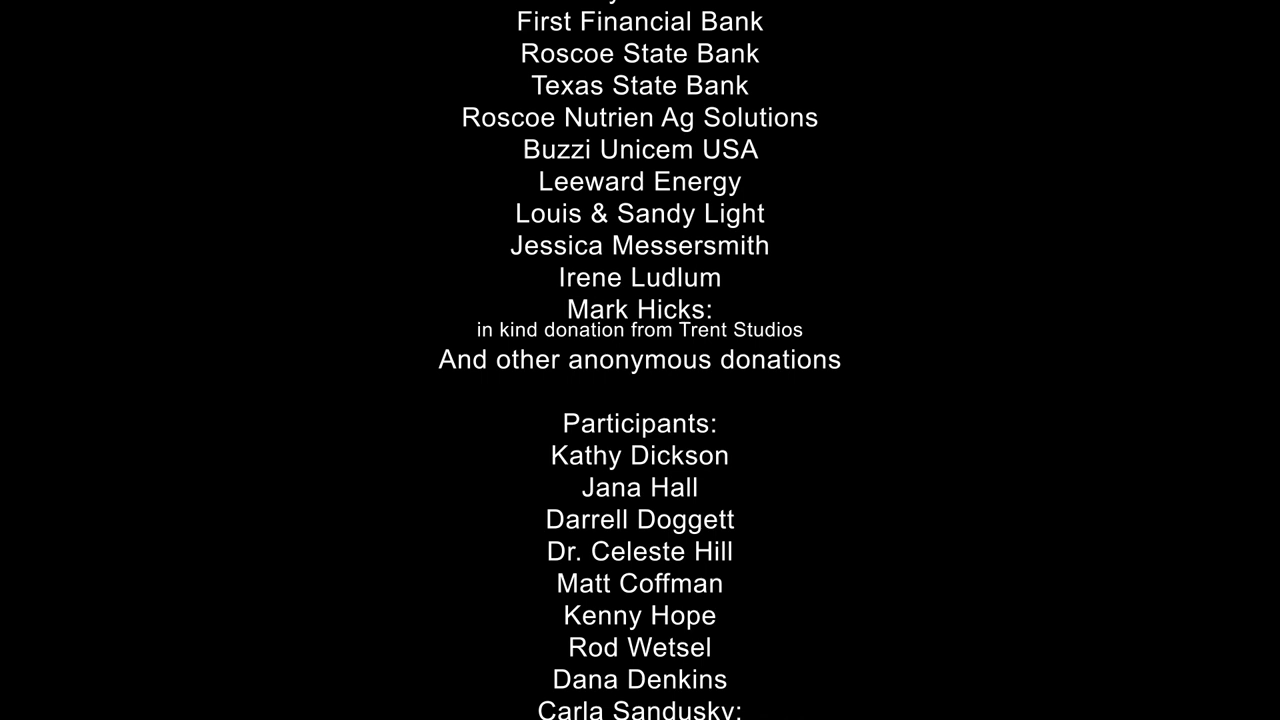 First Financial Bank
Roscoe State Bank
Texas State Bank
Roscoe Nutrien Ag Solutions
Buzzi Unicem USA
Leeward Energy
Louis & Sandy Light
Jessica Messersmith
Irene Ludlum
Mark Hicks:
in kind donation from Trent Studios
And other anonymous donations
Participants:
Kathy Dickson
Jana Hall
Darrell Doggett
Dr. Celeste Hill
Matt Coffman
Kenny Hope
Rod Wetsel
Dana Denkins
Carla Sandusky: